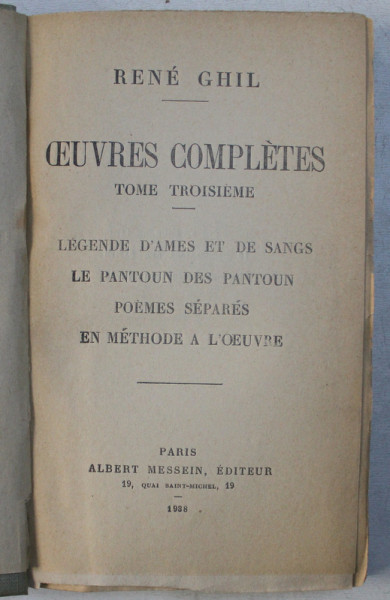 RENÉ GHIL
ŒUVRES COMPLÈTES
TOME TROISIÈME
LÉGENDE D'AMES ET DE SANGS
LE PANTOUN DES PANTOUN
POÈMES SÉPARÉS
EN MÉTHODE A L'ŒUVRE
PARIS
ALBERT MESSEIN, ÉDITEUR
19, QUAI SAINT-MICHEL, 19
1938